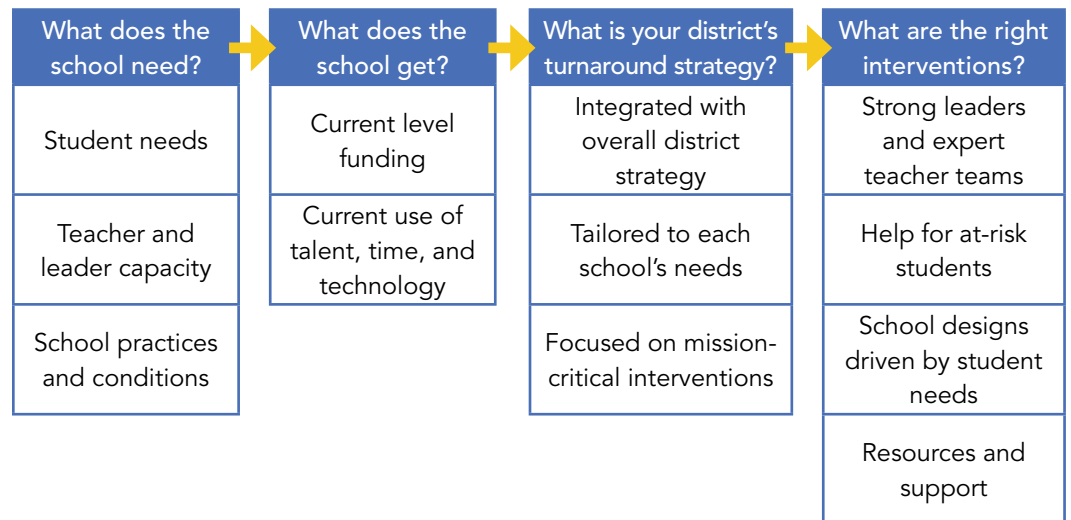 What does the
school need?
Student needs
Teacher and
leader capacity
School practices
and conditions
What does the
school get?
Current level
funding
Current use of
talent, time, and
technology
What is your district’s
turnaround strategy?
Integrated with
overall district
strategy
Tailored to each
school’s needs
Focused on mission-
critical interventions
What are the right
interventions?
Strong leaders
and expert
teacher teams
Help for at-risk
students
School designs
driven by student
needs
Resources and
support